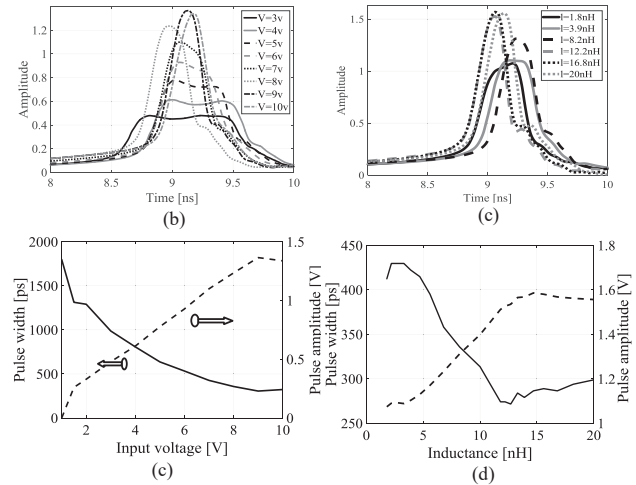 1.2
1
0.8
0.6
0.4
0.2
0
Amplitude
8
8.5
9
9.5
10
Time [ns]
V=3v
V=4v
V=5v
V=6v
V=7v
V=8v
V=9v
V=10v
(b)
1.5
1
0.5
0
Amplitude
8
8.5
9
9.5
10
Time [ns]
l=1.8nH
l=3.9nH
l=8.2nH
l=12.2nH
l=16.8nH
l=20nH
(c)
2000
1500
1000
500
0
Pulse width [ps]
2
4
6
8
10
Input voltage [V]
1.5
1
0.5
0
Pulse amplitude [V]
(c)
450
400
350
300
250
Pulse width [ps]
0
5
10
15
20
Inductance [nH]
1.8
1.6
1.4
1.2
1
Pulse amplitude [V]
(d)